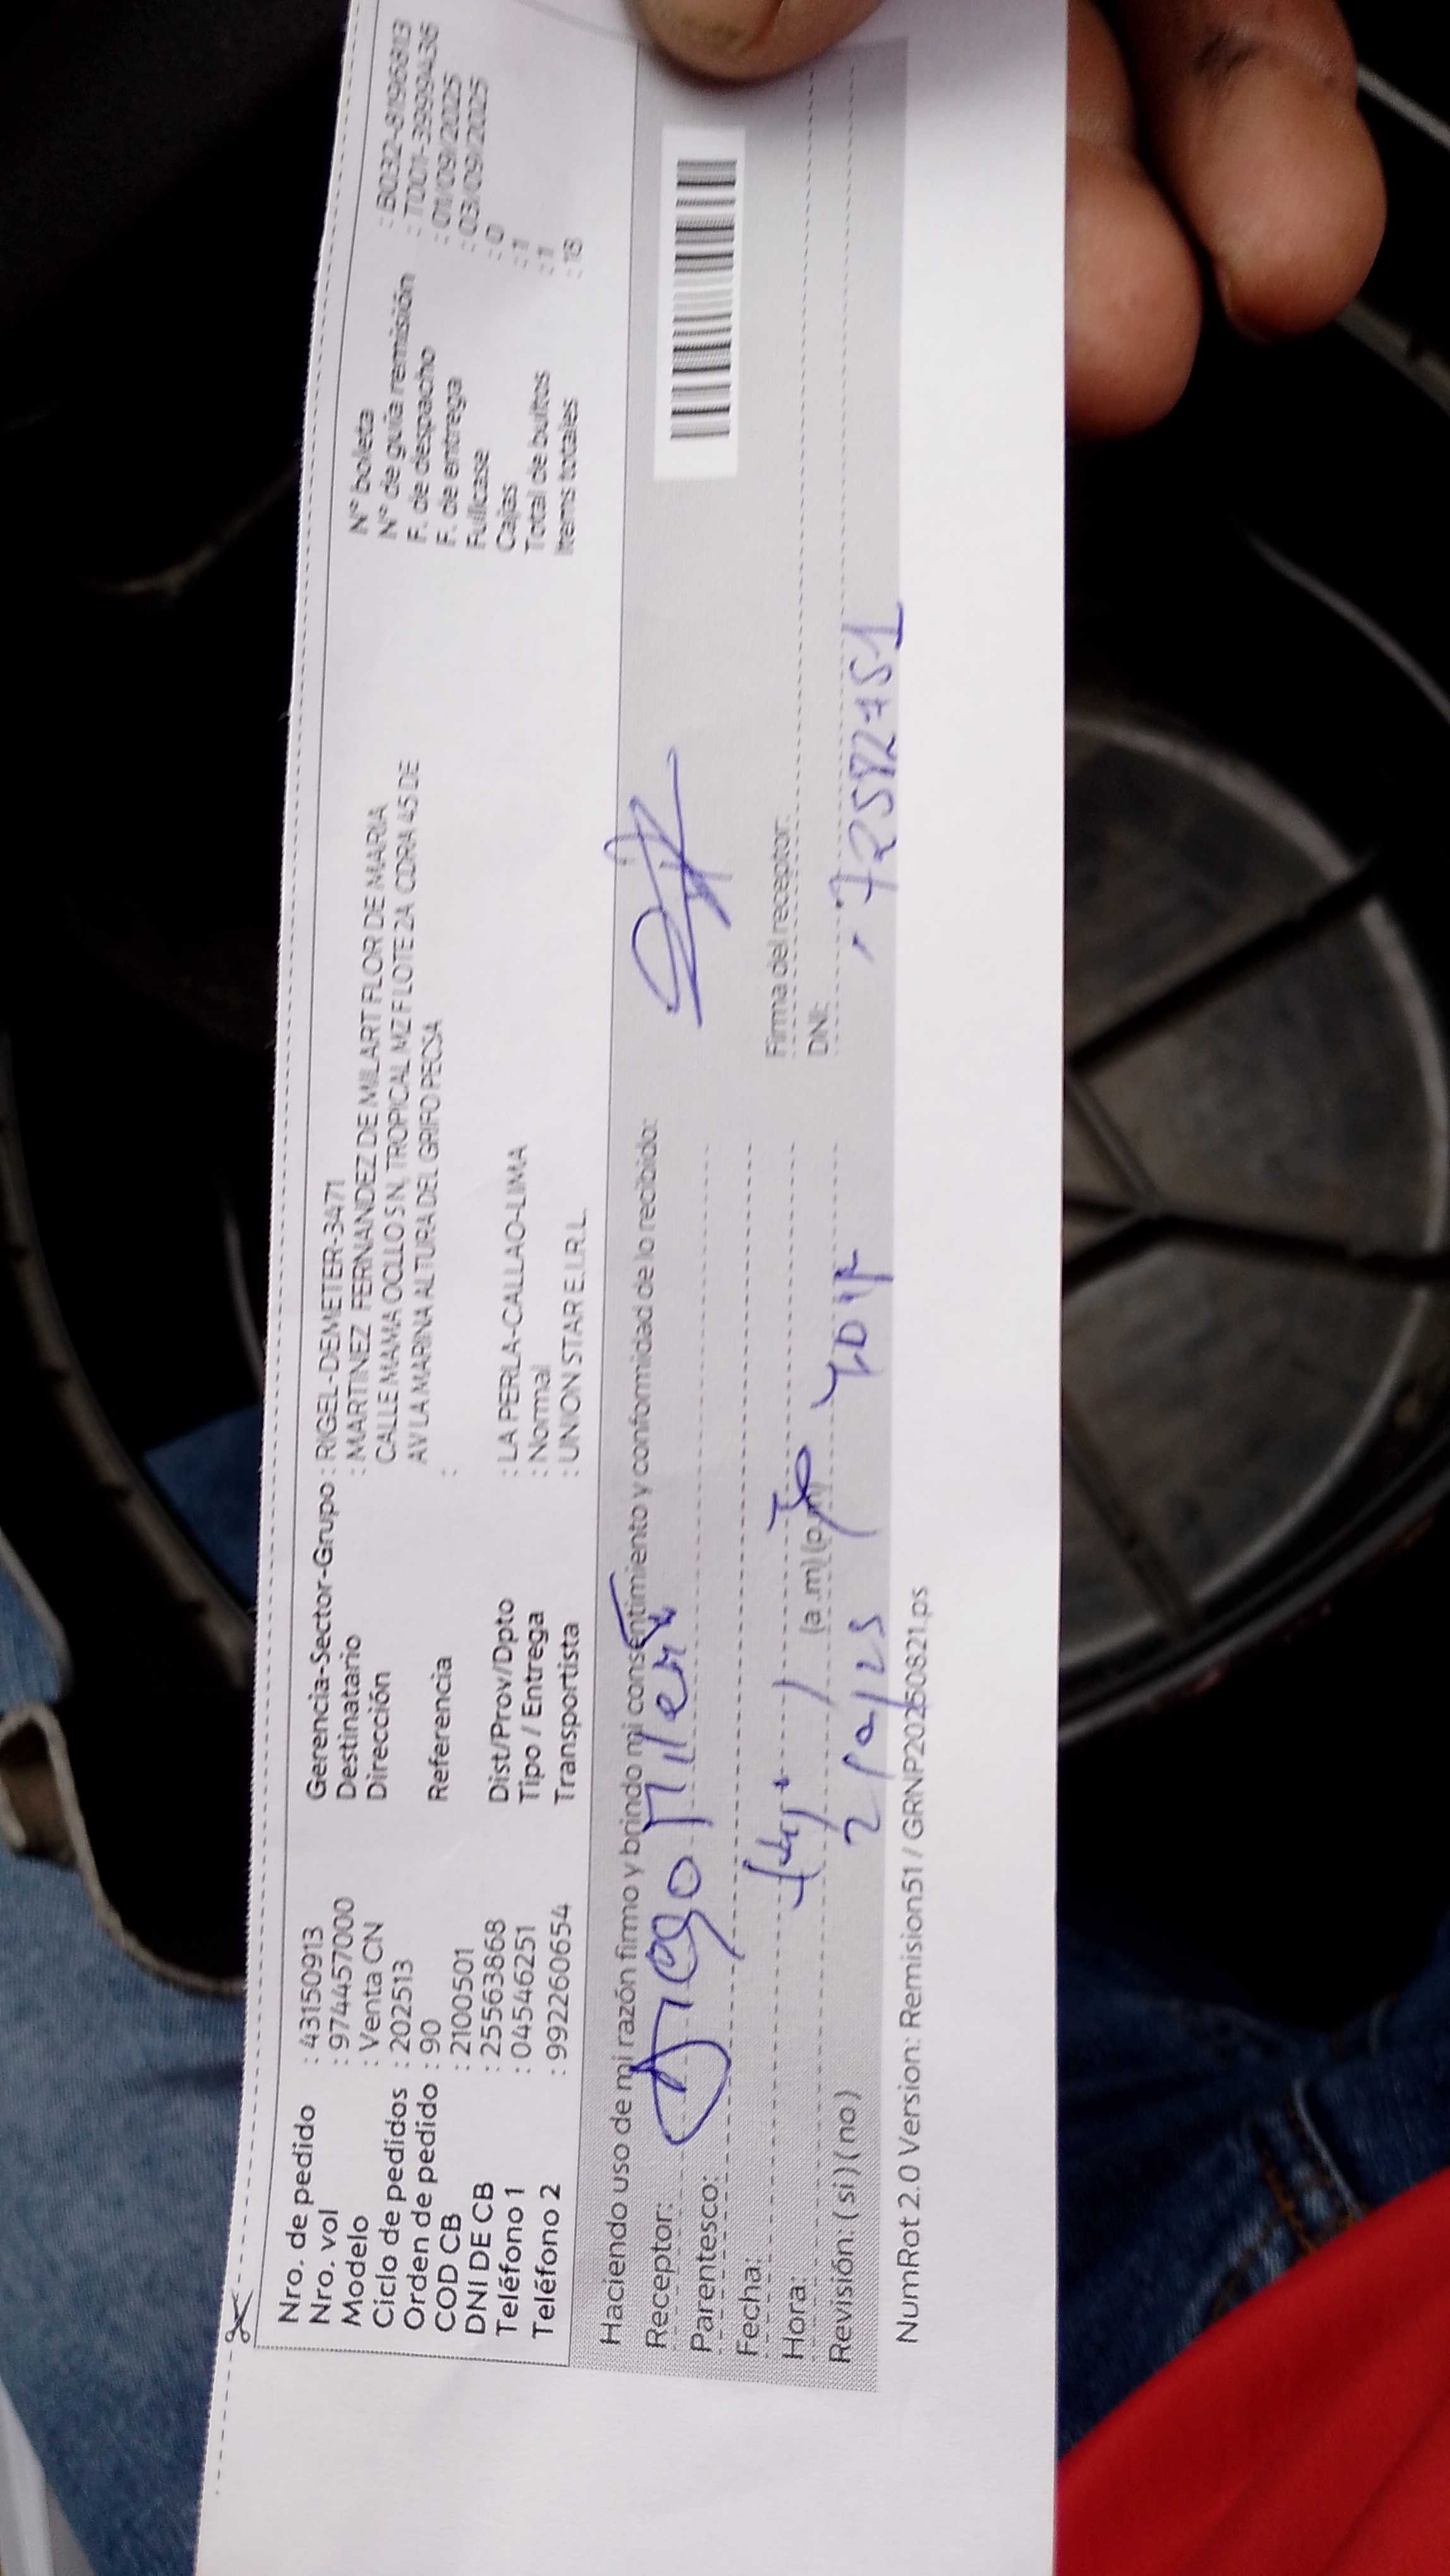 Nro. de pedido : 43150913
Nro. vol : 974457000
Modelo : Venta CN
Ciclo de pedidos : 202513
Orden de pedido : 90
COD CB : 2100501
DNI DE CB : 25563868
Teléfono 1 : 04546251
Teléfono 2 : 992260654
Gerencia-Sector-Grupo : RIGEL-DEMETER-3471
Destinatario : MARTINEZ FERNANDEZ DE MILART FLOR DE MARIA
Dirección CALLE MAMA OCLLO SN, TROPICAL MZ F LOTE 2A CDRA 45 DE
AV LA MARINA ALTURA DEL GRIFO PECSA
Referencia :
Dist/Prov/Dpto : LA PERLA-CALLAO-LIMA
Tipo / Entrega : Normal
Transportista : UNION STAR E.I.R.L.
N° boleta : B032-8196813
N° de guía remisión : T001-3999436
F. de despacho : 01/09/2025
F. de entrega : 03/09/2025
Fullcase : 0
Cajas : 1
Total de bultos : 1
Items totales : 18
Haciendo uso de mi razón firmo y brindo mi consentimiento y conformidad de lo recibido:
Receptor: Diego Milart
Parentesco:
Fecha:
Hora: (a.m) (p.m)
Revisión: (si) (no)
Firma del receptor:
DNI:
NumRot 2.0 Version: Remision51 / GRNP20250821.ps